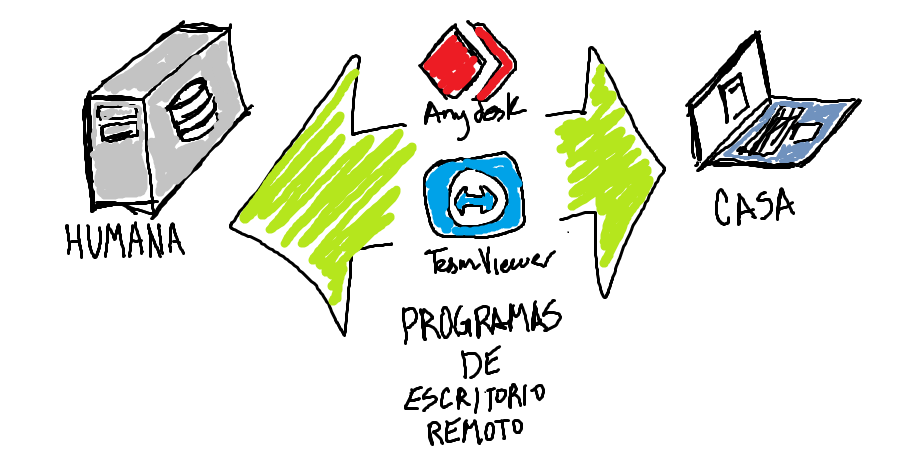 Anydesk
TeamViewer
HUMANA
CASA
PROGRAMAS
DE
ESCRITORIO
REMOTO